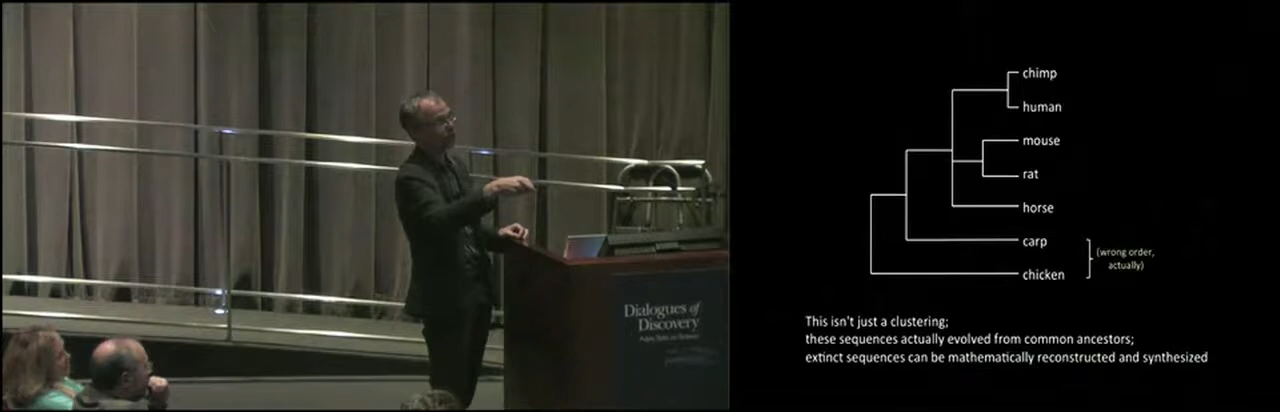 Dialogues of
Discovery
chimp
human
mouse
rat
horse
carp
chicken
(wrong order,
actually)
This isn't just a clustering;
these sequences actually evolved from common ancestors;
extinct sequences can be mathematically reconstructed and synthesized